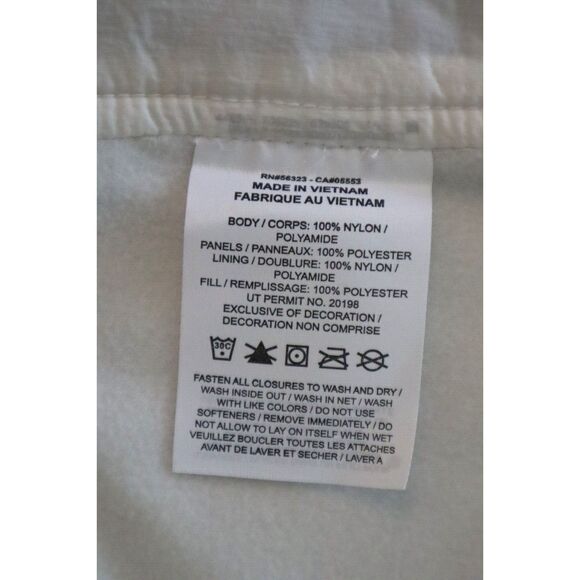 RN#56323 - CA#05553
MADE IN VIETNAM
FABRIQUE AU VIETNAM
BODY / CORPS: 100% NYLON /
POLYAMIDE
PANELS / PANNEAUX: 100% POLYESTER
LINING / DOUBLURE: 100% NYLON /
POLYAMIDE
FILL / REMPLISSAGE: 100% POLYESTER
UT PERMIT NO. 20198
EXCLUSIVE OF DECORATION /
DECORATION NON COMPRISE
30C
FASTEN ALL CLOSURES TO WASH AND DRY /
WASH INSIDE OUT / WASH IN NET / WASH
WITH LIKE COLORS / DO NOT USE
SOFTENERS / REMOVE IMMEDIATELY / DO
NOT ALLOW TO LAY ON ITSELF WHEN WET
VEUILLEZ BOUCLER TOUTES LES ATTACHES
AVANT DE LAVER ET SECHER / LAVER A